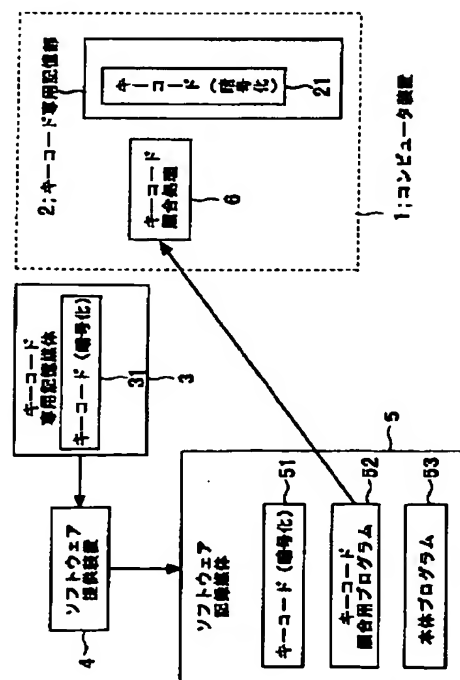 2;キーコード専用記憶部
キーコード(暗号化)
21
キーコード
照合処理
6
1;コンピュータ装置
キーコード
専用記憶媒体
キーコード(暗号化)
31
3
ソフトウェア
提供装置
4
ソフトウェア
記録媒体
5
キーコード(暗号化)
51
キーコード
照合用プログラム
52
本体プログラム
53